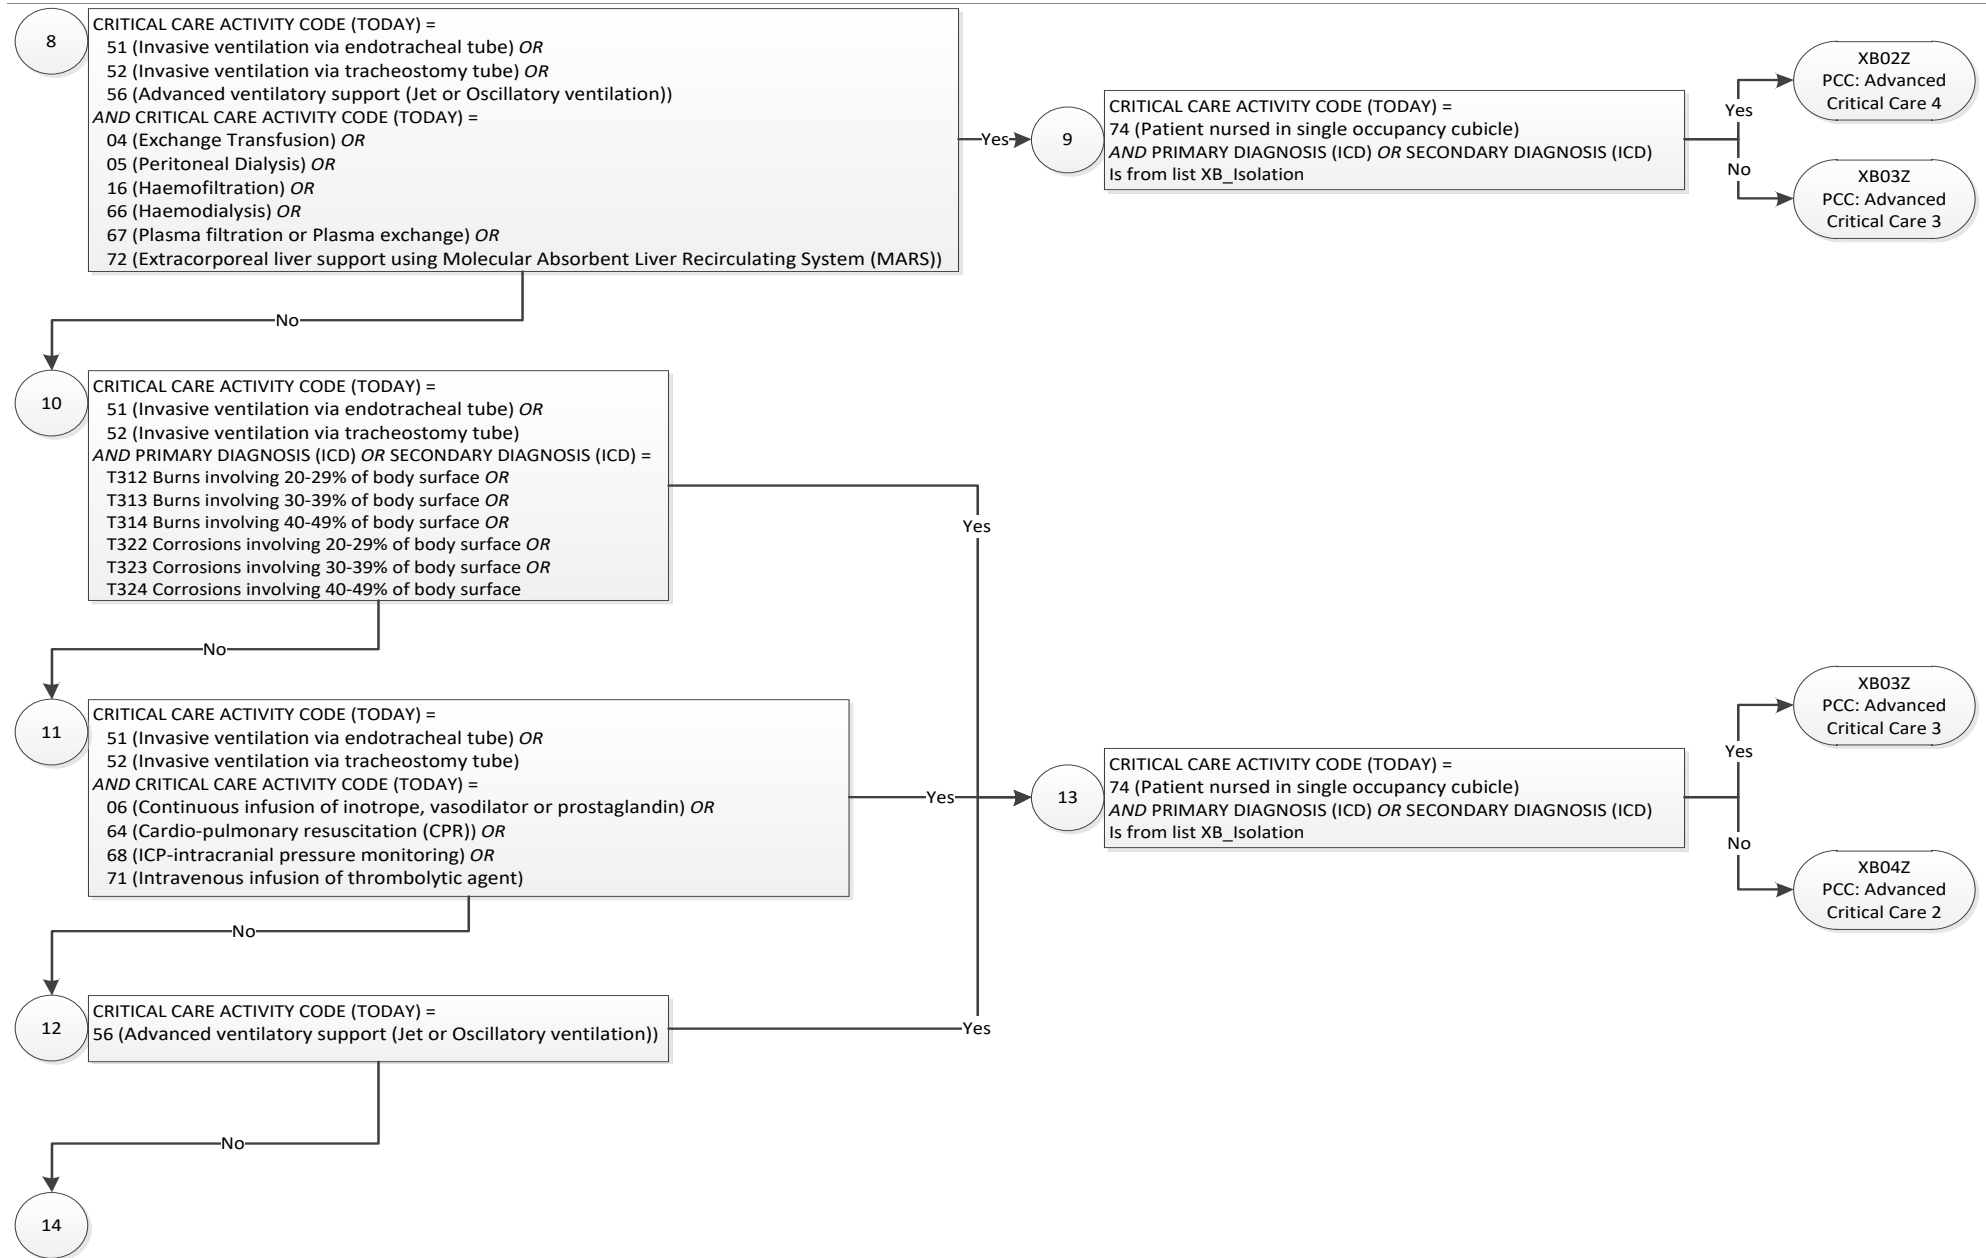 8
CRITICAL CARE ACTIVITY CODE (TODAY) =
51 (Invasive ventilation via endotracheal tube) OR
52 (Invasive ventilation via tracheostomy tube) OR
56 (Advanced ventilatory support (Jet or Oscillatory ventilation))
AND CRITICAL CARE ACTIVITY CODE (TODAY) =
04 (Exchange Transfusion) OR
05 (Peritoneal Dialysis) OR
16 (Haemofiltration) OR
66 (Haemodialysis) OR
67 (Plasma filtration or Plasma exchange) OR
72 (Extracorporeal liver support using Molecular Absorbent Liver Recirculating System (MARS))
Yes
9
CRITICAL CARE ACTIVITY CODE (TODAY) =
74 (Patient nursed in single occupancy cubicle)
AND PRIMARY DIAGNOSIS (ICD) OR SECONDARY DIAGNOSIS (ICD)
Is from list XB_Isolation
Yes
No
XB02Z
PCC: Advanced
Critical Care 4
XB03Z
PCC: Advanced
Critical Care 3
No
10
CRITICAL CARE ACTIVITY CODE (TODAY) =
51 (Invasive ventilation via endotracheal tube) OR
52 (Invasive ventilation via tracheostomy tube)
AND PRIMARY DIAGNOSIS (ICD) OR SECONDARY DIAGNOSIS (ICD) =
T312 Burns involving 20-29% of body surface OR
T313 Burns involving 30-39% of body surface OR
T314 Burns involving 40-49% of body surface OR
T322 Corrosions involving 20-29% of body surface OR
T323 Corrosions involving 30-39% of body surface OR
T324 Corrosions involving 40-49% of body surface
Yes
No
11
CRITICAL CARE ACTIVITY CODE (TODAY) =
51 (Invasive ventilation via endotracheal tube) OR
52 (Invasive ventilation via tracheostomy tube)
AND CRITICAL CARE ACTIVITY CODE (TODAY) =
06 (Continuous infusion of inotrope, vasodilator or prostaglandin) OR
64 (Cardio-pulmonary resuscitation (CPR)) OR
68 (ICP-intracranial pressure monitoring) OR
71 (Intravenous infusion of thrombolytic agent)
Yes
13
CRITICAL CARE ACTIVITY CODE (TODAY) =
74 (Patient nursed in single occupancy cubicle)
AND PRIMARY DIAGNOSIS (ICD) OR SECONDARY DIAGNOSIS (ICD)
Is from list XB_Isolation
Yes
No
XB03Z
PCC: Advanced
Critical Care 3
XB04Z
PCC: Advanced
Critical Care 2
No
12
CRITICAL CARE ACTIVITY CODE (TODAY) =
56 (Advanced ventilatory support (Jet or Oscillatory ventilation))
Yes
No
14